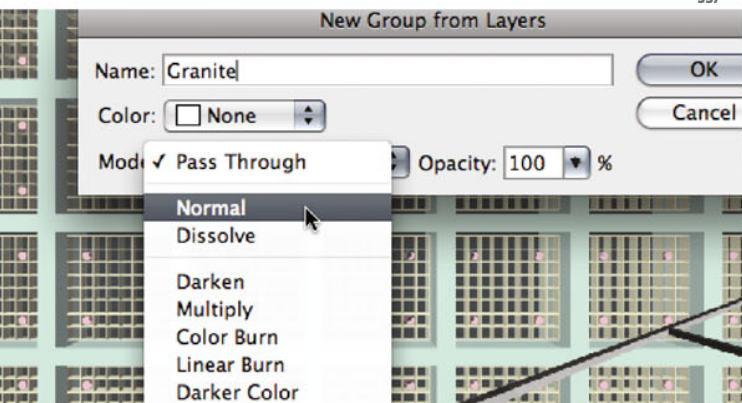 New Group from Layers
Name: Granite
OK
Color: None
Cancel
Mode ✓ Pass Through Opacity: 100 %
Normal
Dissolve
Darken
Multiply
Color Burn
Linear Burn
Darker Color